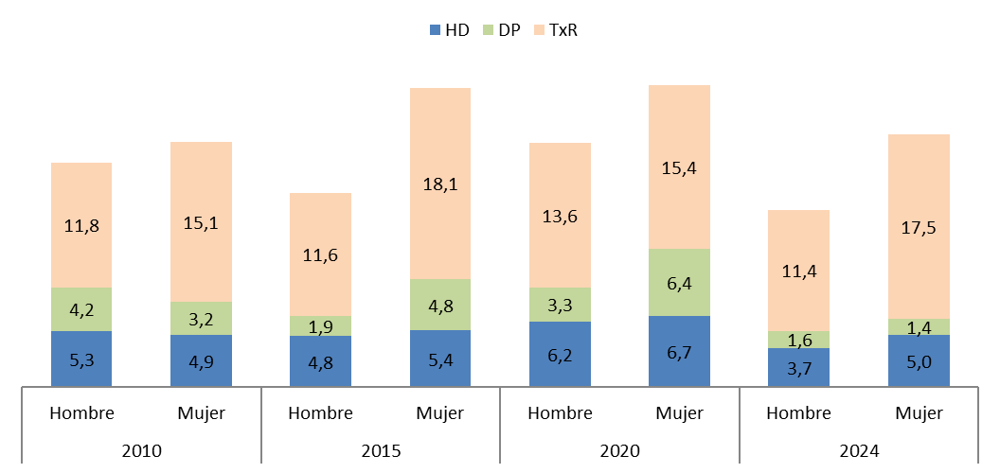 HD DP TxR
11,8 15,1 11,6 18,1 13,6 15,4 11,4 17,5
4,2 3,2 1,9 4,8 3,3 6,4 1,6 1,4
5,3 4,9 4,8 5,4 6,2 6,7 3,7 5,0
Hombre Mujer Hombre Mujer Hombre Mujer Hombre Mujer
2010 2015 2020 2024